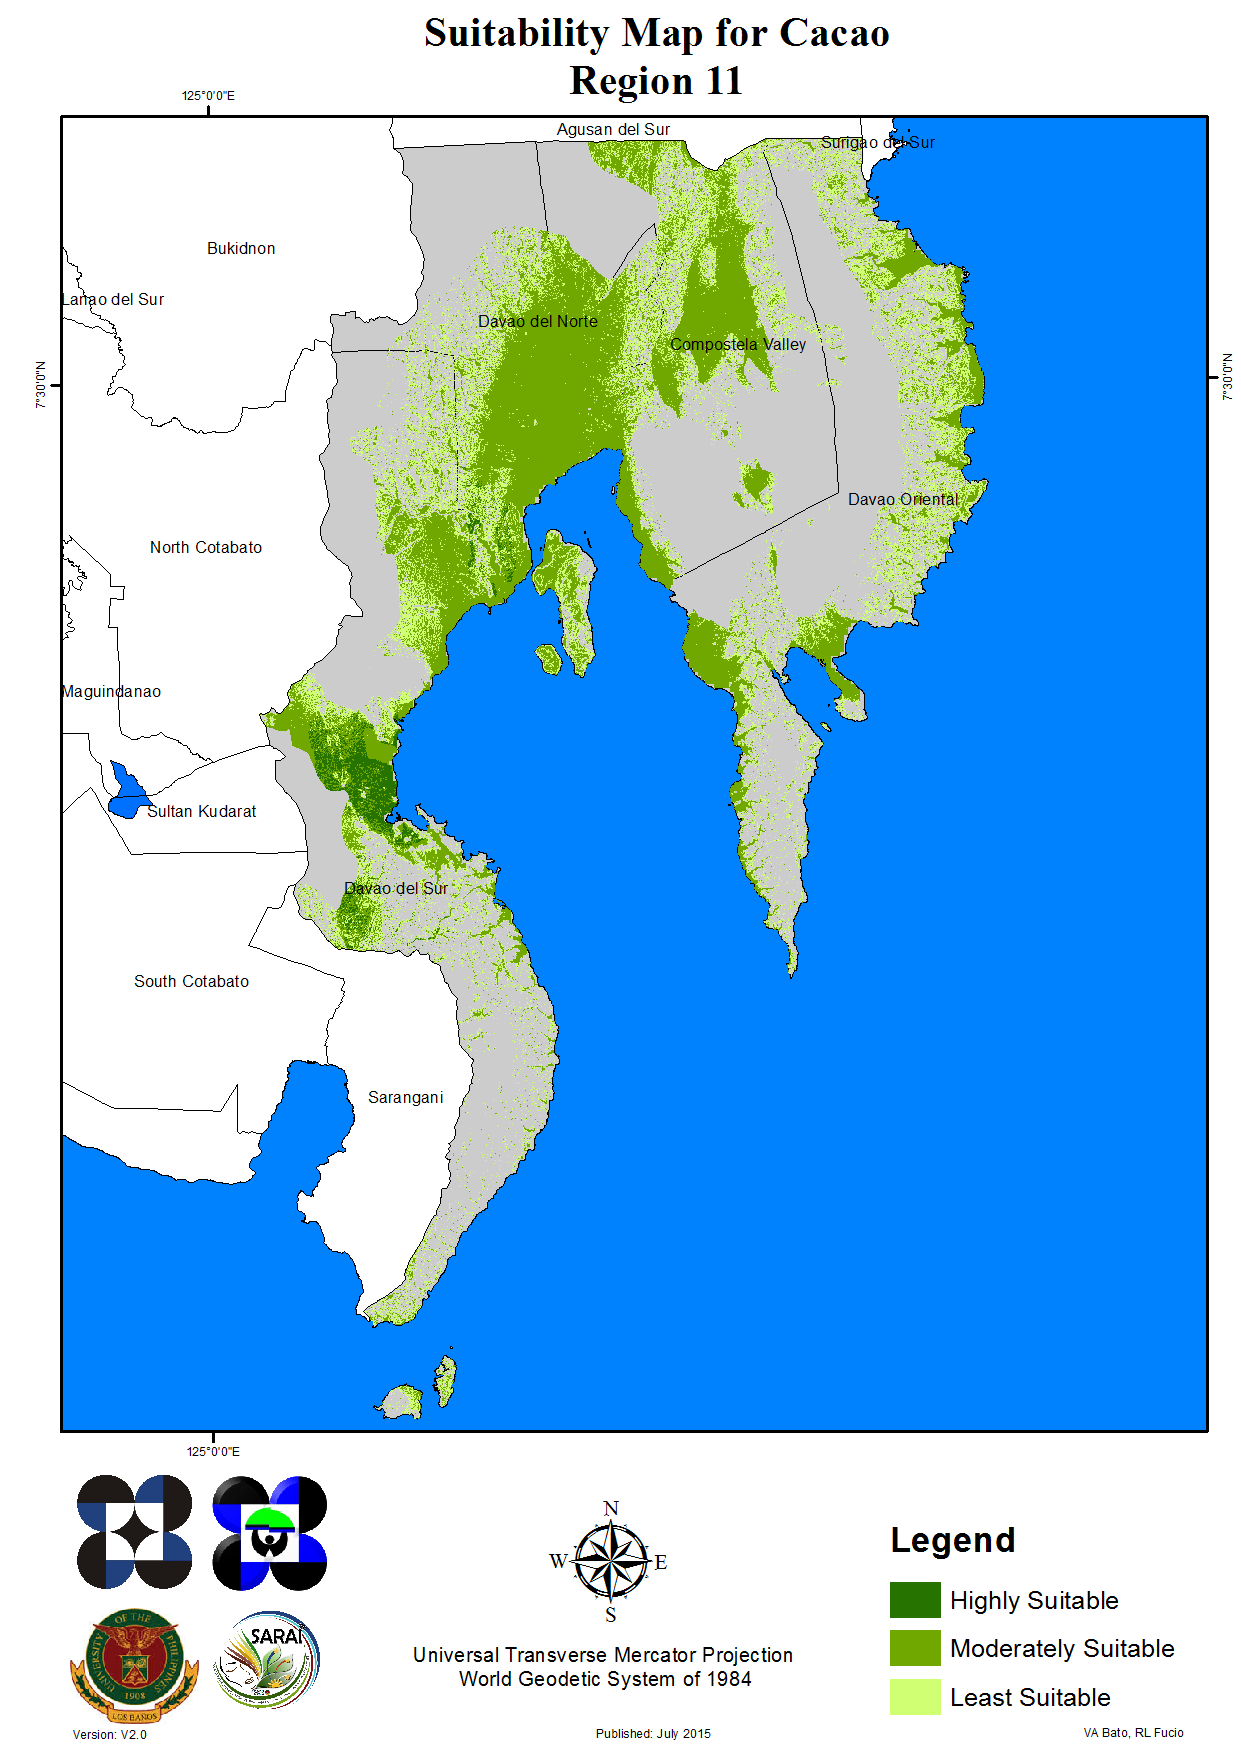 Suitability Map for Cacao
Region 11
125°0'0"E
Agusan del Sur
Surigao del Sur
Bukidnon
Lanao del Sur
Davao del Norte
Compostela Valley
7°30'0"N
7°30'0"N
Davao Oriental
North Cotabato
Maguindanao
Sultan Kudarat
Davao del Sur
South Cotabato
Sarangani
125°0'0"E
N
W
E
S
Legend
Highly Suitable
Moderately Suitable
Least Suitable
UNIVERSITY OF THE PHILIPPINES
1908
LOS BAÑOS
SARAI
Universal Transverse Mercator Projection
World Geodetic System of 1984
Version: V2.0
Published: July 2015
VA Bato, RL Fucio